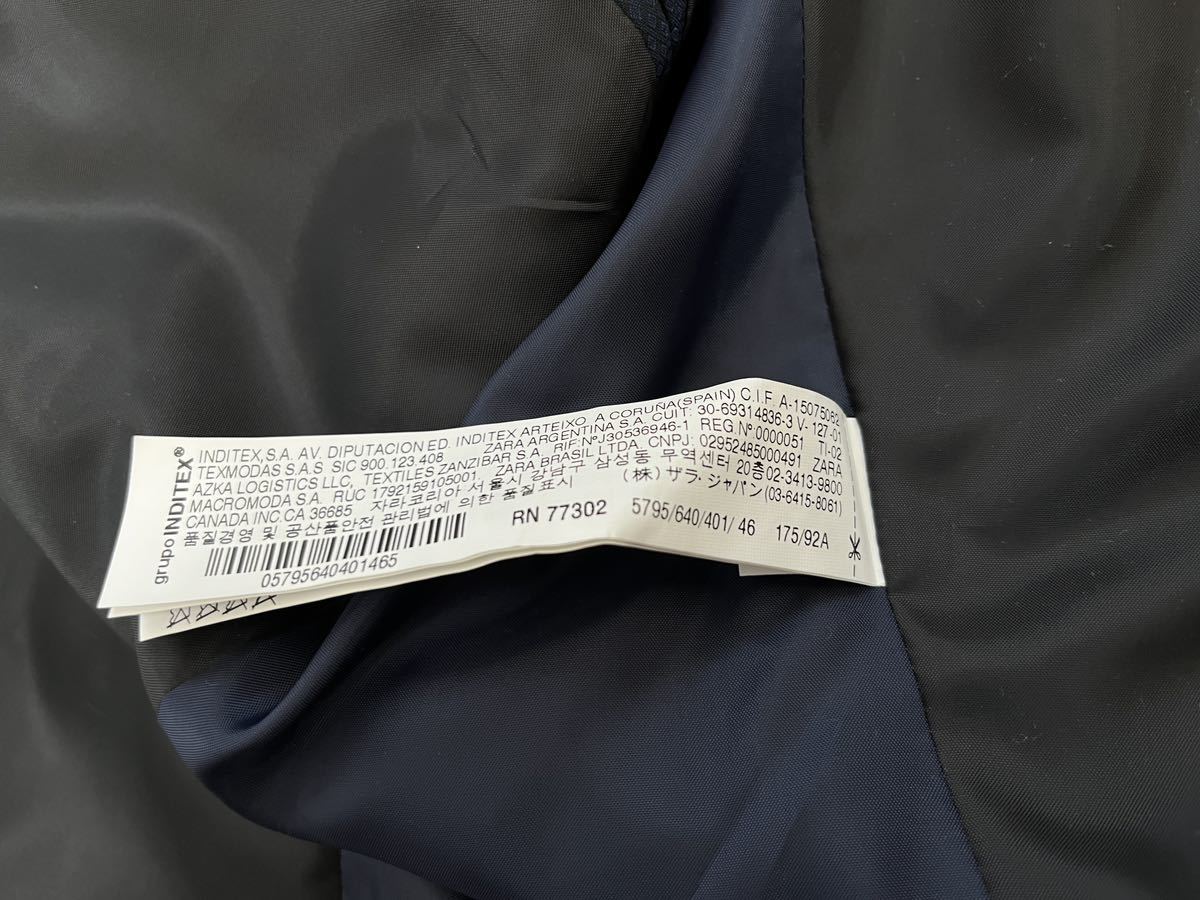 grupo INDITEX®
INDITEX,S.A. AV. DIPUTACION ED. INDITEX ARTEIXO A CORUÑA(SPAIN) C.I.F A-15075062
TEXMODAS S.A.S SIC 900.123.408 ZARA ARGENTINA S.A. CUIT: 30-69314836-3 V- 127-01
AZKA LOGISTICS LLC, TEXTILES ZANZIBAR S.A. RIF:NºJ30536946-1 REG Nº.0000051 TI-02
MACROMODA S.A. RUC 1792159105001, ZARA BRASIL LTDA. CNPJ: 02952485000491 ZARA
CANADA INC.CA 36685 자라코리아 서울시 강남구 삼성동 무역센터 20층02-3413-9800
품질경영 및 공산품안전 관리법에 의한 품질표시 (株) ザラ・ジャパン(03-6415-8061)
RN 77302 5795/640/401/ 46 175/92A
05795640401465